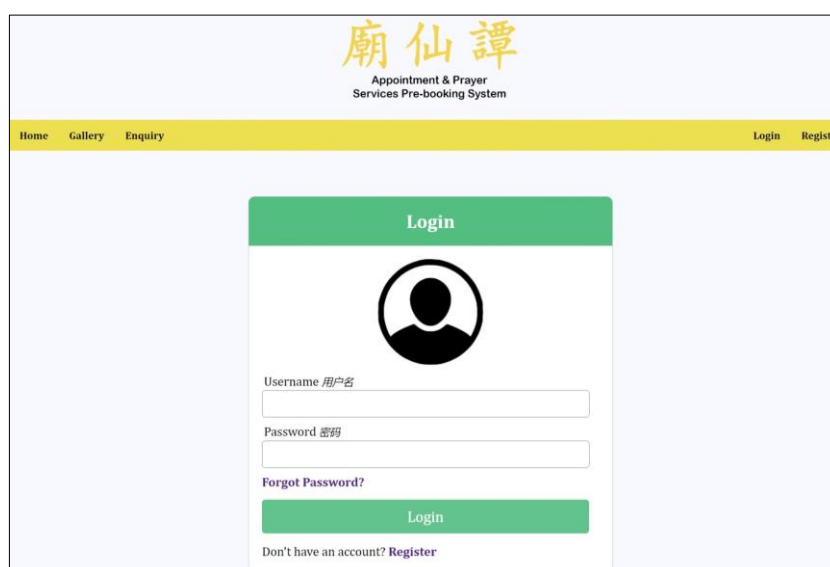 廟仙譚
Appointment & Prayer
Services Pre-booking System
Home Gallery Enquiry Login Regist
Login
Username 用户名
Password 密码
Forgot Password?
Login
Don't have an account? Register